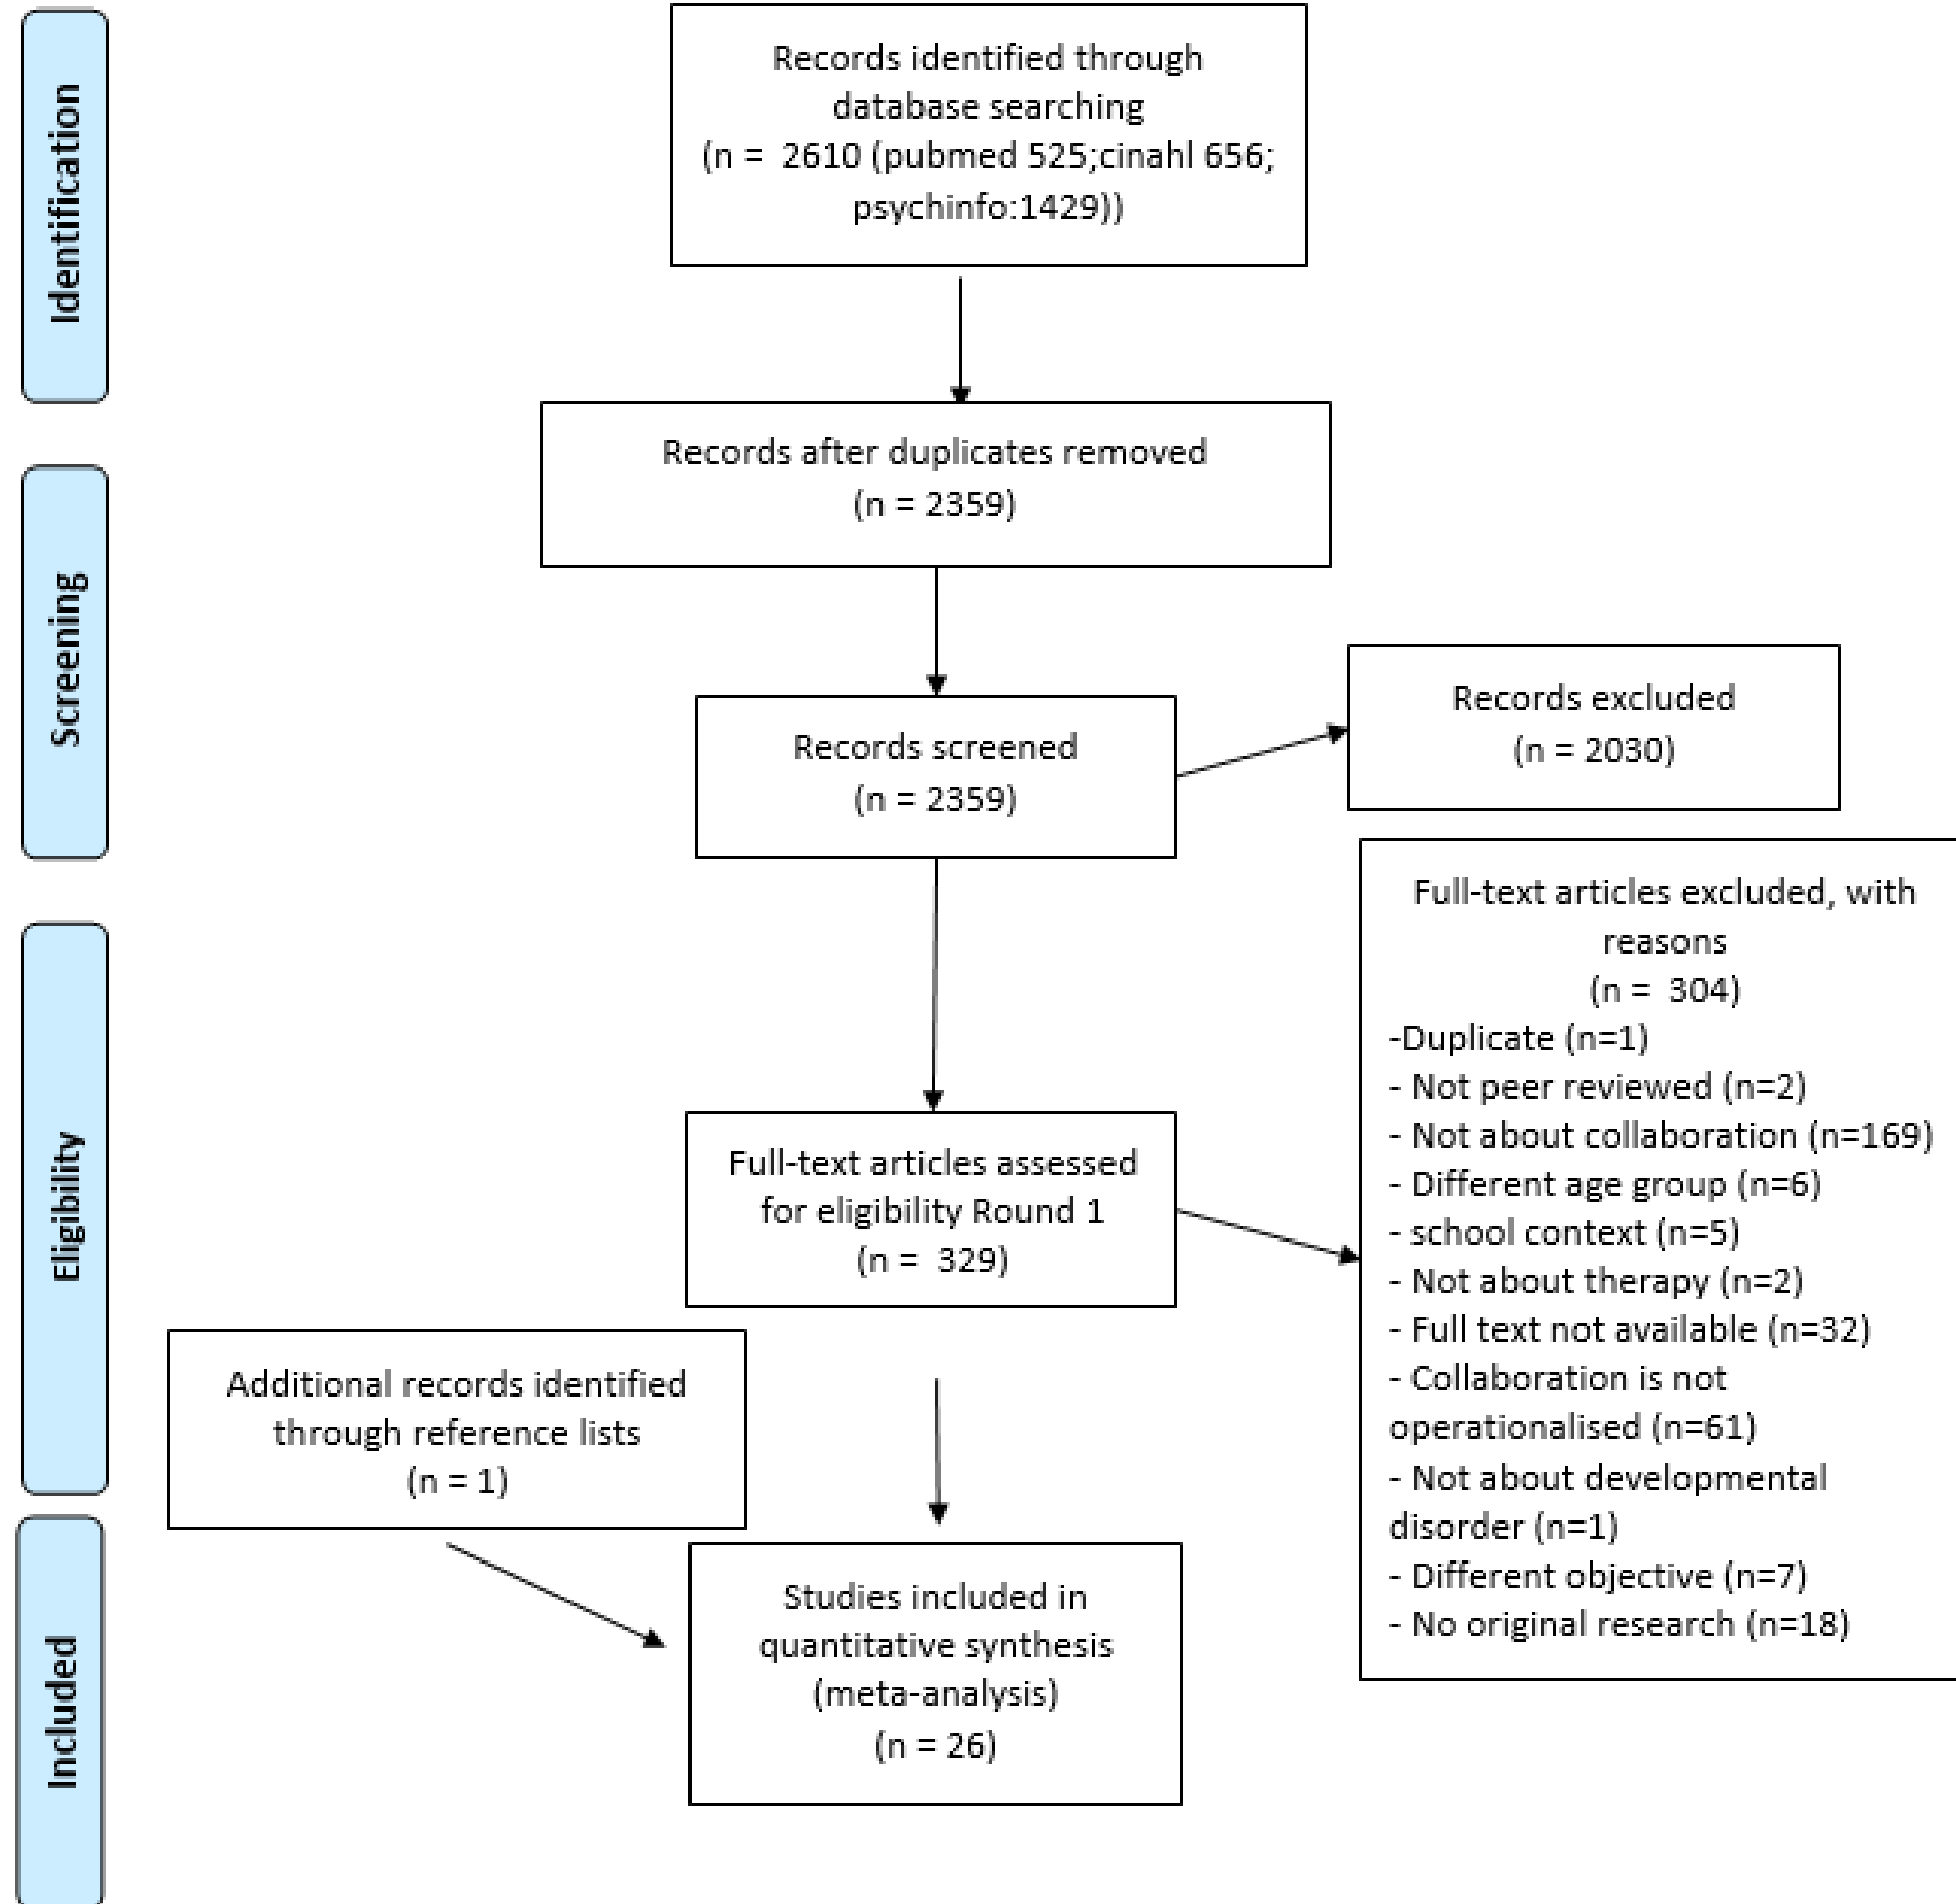 Identification
Records identified through
database searching
(n =  2610 (pubmed 525;cinahl 656;
psychinfo:1429))
Records after duplicates removed
(n = 2359)
Screening
Records screened
(n = 2359)
Records excluded
(n = 2030)
Eligibility
Full-text articles assessed
for eligibility Round 1
(n =  329)
Full-text articles excluded, with
reasons
(n =  304)
-Duplicate (n=1)
- Not peer reviewed (n=2)
- Not about collaboration (n=169)
- Different age group (n=6)
- school context (n=5)
- Not about therapy (n=2)
- Full text not available (n=32)
- Collaboration is not
operationalised (n=61)
- Not about developmental
disorder (n=1)
- Different objective (n=7)
- No original research (n=18)
Additional records identified
through reference lists
(n = 1)
Included
Studies included in
quantitative synthesis
(meta-analysis)
(n = 26)